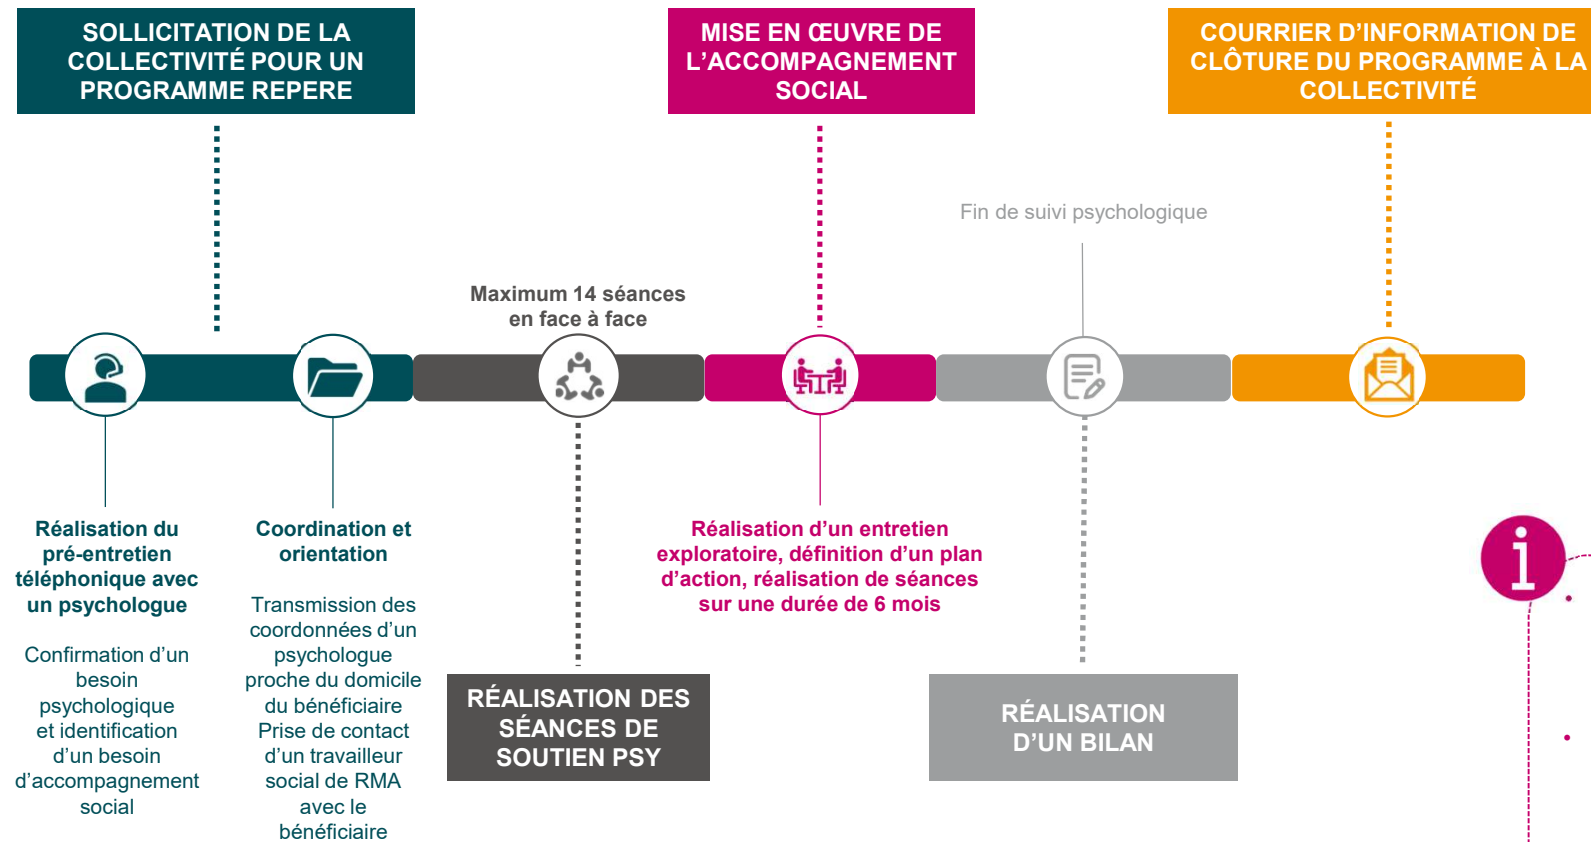 SOLLICITATION DE LA
COLLECTIVITÉ POUR UN
PROGRAMME REPERE
MISE EN ŒUVRE DE
L’ACCOMPAGNEMENT
SOCIAL
COURRIER D’INFORMATION DE
CLÔTURE DU PROGRAMME À LA
COLLECTIVITÉ
Fin de suivi psychologique
Maximum 14 séances
en face à face
Réalisation du
pré-entretien
téléphonique avec
un psychologue
Confirmation d’un
besoin
psychologique
et identification
d’un besoin
d’accompagnement
social
Coordination et
orientation
Transmission des
coordonnées d’un
psychologue
proche du domicile
du bénéficiaire
Prise de contact
d’un travailleur
social de RMA
avec le
bénéficiaire
Réalisation d’un entretien
exploratoire, définition d’un plan
d’action, réalisation de séances
sur une durée de 6 mois
RÉALISATION DES
SÉANCES DE
SOUTIEN PSY
RÉALISATION
D’UN BILAN
i